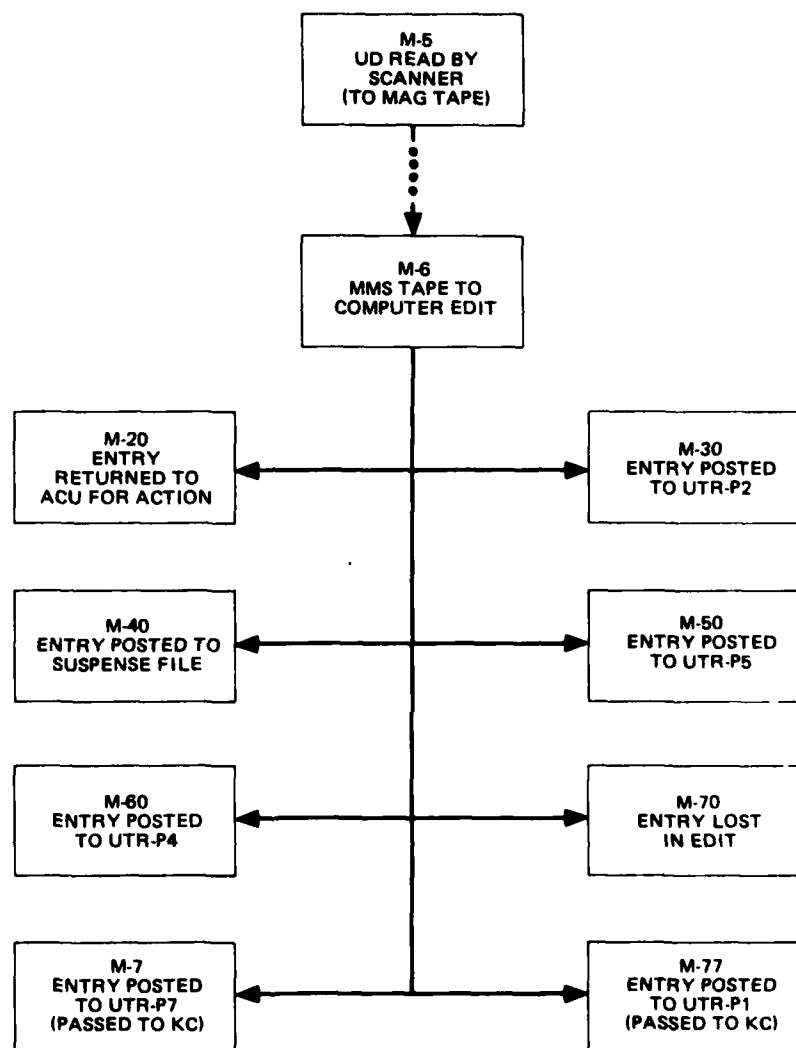 M-5
UD READ BY
SCANNER
(TO MAG TAPE)
M-6
MMS TAPE TO
COMPUTER EDIT
M-20
ENTRY
RETURNED TO
ACU FOR ACTION
M-30
ENTRY POSTED
TO UTR-P2
M-40
ENTRY POSTED TO
SUSPENSE FILE
M-50
ENTRY POSTED
TO UTR-P5
M-60
ENTRY POSTED
TO UTR-P4
M-70
ENTRY LOST
IN EDIT
M-7
ENTRY POSTED
TO UTR-P7
(PASSED TO KC)
M-77
ENTRY POSTED
TO UTR-P1
(PASSED TO KC)